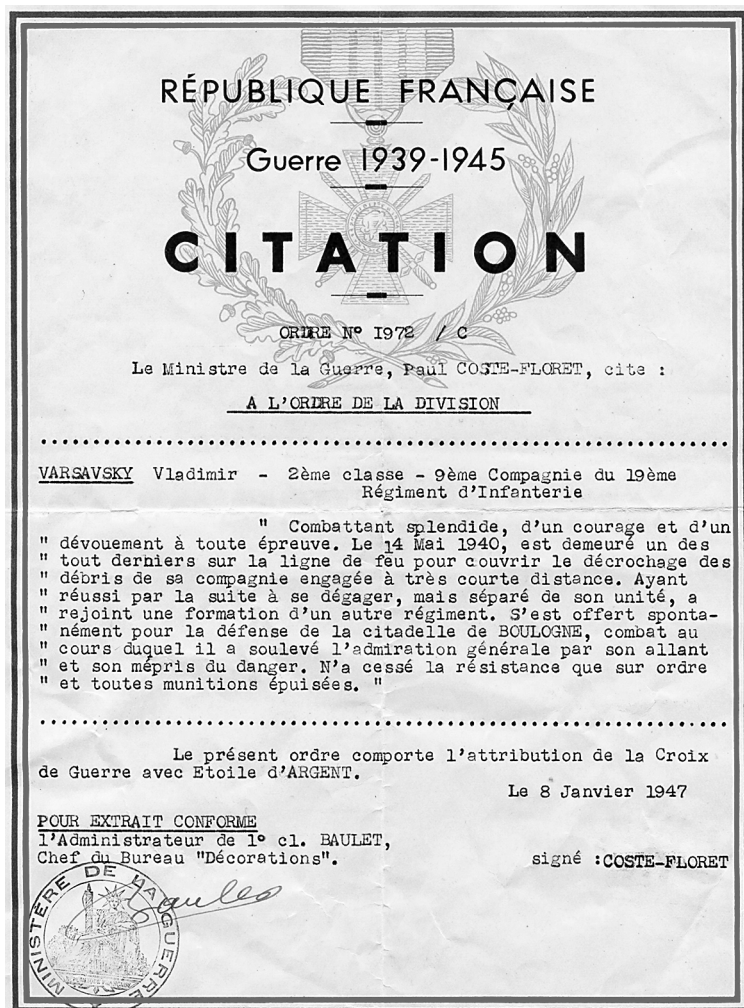 RÉPUBLIQUE FRANÇAISE
Guerre 1939-1945
CITATION
ORDRE N° I972 / C
Le Ministre de la Guerre, Paul COSTE-FLORET, cite :
A L'ORDRE DE LA DIVISION
VARSAVSKY Vladimir - 2ème classe - 9ème Compagnie du 19ème
Régiment d'Infanterie
" Combattant splendide, d'un courage et d'un
" dévouement à toute épreuve. Le 14 Mai 1940, est demeuré un des
" tout derniers sur la ligne de feu pour couvrir le décrochage des
" débris de sa compagnie engagée à très courte distance. Ayant
" réussi par la suite à se dégager, mais séparé de son unité, a
" rejoint une formation d'un autre régiment. S'est offert sponta-
" nément pour la défense de la citadelle de BOULOGNE, combat au
" cours duquel il a soulevé l'admiration générale par son allant
" et son mépris du danger. N'a cessé la résistance que sur ordre
" et toutes munitions épuisées. "
Le présent ordre comporte l'attribution de la Croix
de Guerre avec Etoile d'ARGENT.
Le 8 Janvier 1947
POUR EXTRAIT CONFORME
l'Administrateur de 1° cl. BAULET,
Chef du Bureau "Décorations".
signé :COSTE-FLORET
MINISTÈRE DE LA GUERRE